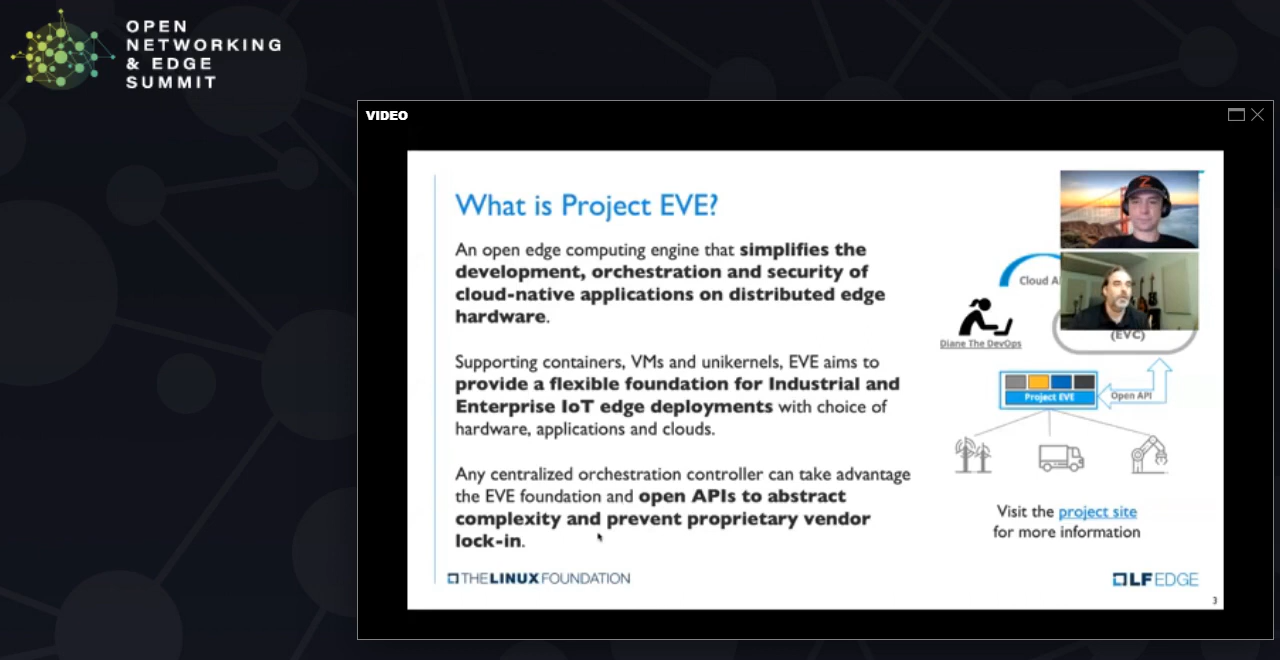 OPEN
NETWORKING
& EDGE
SUMMIT
VIDEO
What is Project EVE?
An open edge computing engine that simplifies the
development, orchestration and security of
cloud-native applications on distributed edge
hardware.
Supporting containers, VMs and unikernels, EVE aims to
provide a flexible foundation for Industrial and
Enterprise IoT edge deployments with choice of
hardware, applications and clouds.
Any centralized orchestration controller can take advantage
the EVE foundation and open APIs to abstract
complexity and prevent proprietary vendor
lock-in.
Cloud A
(EVC)
Diane The DevOps
Project EVE
Open API
Visit the project site
for more information
THE LINUX FOUNDATION
LF EDGE
3